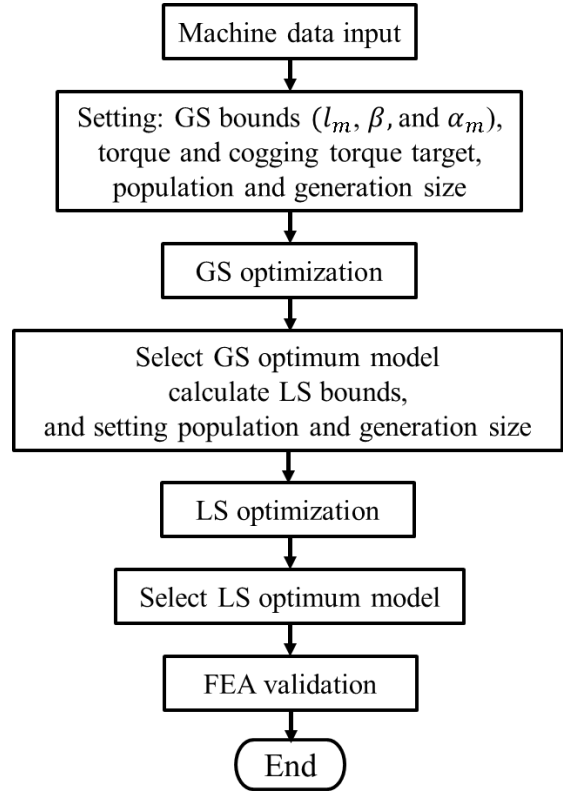 Machine data input
Setting: GS bounds (lₘ, β, and αₘ),
torque and cogging torque target,
population and generation size
GS optimization
Select GS optimum model
calculate LS bounds,
and setting population and generation size
LS optimization
Select LS optimum model
FEA validation
End